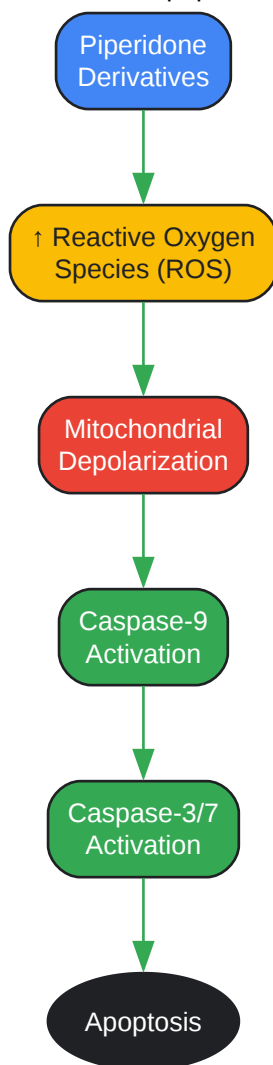 Piperidone
Derivatives
↑ Reactive Oxygen
Species (ROS)
Mitochondrial
Depolarization
Caspase-9
Activation
Caspase-3/7
Activation
Apoptosis